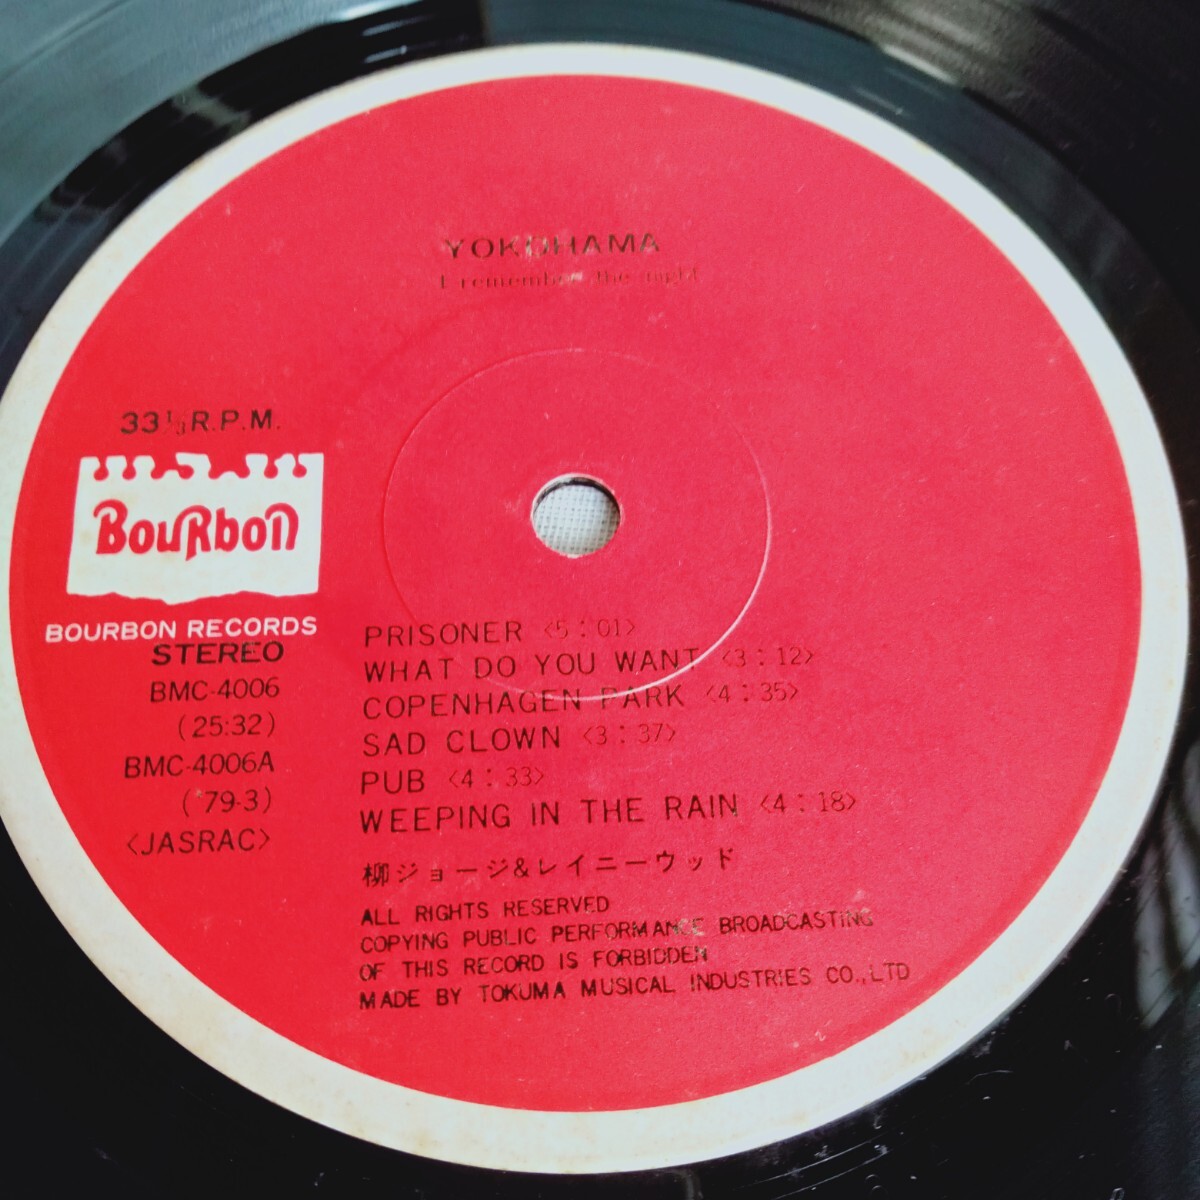 YOKOHAMA
I remember the night
33⅓R.P.M.
BouRbon
BOURBON RECORDS
STEREO
BMC-4006
(25:32)
BMC-4006A
('79-3)
<JASRAC>
PRISONER <5:01>
WHAT DO YOU WANT <3:12>
COPENHAGEN PARK <4:35>
SAD CLOWN <3:37>
PUB <4:33>
WEEPING IN THE RAIN <4:18>
柳ジョージ&レイニーウッド
ALL RIGHTS RESERVED
COPYING PUBLIC PERFORMANCE BROADCASTING
OF THIS RECORD IS FORBIDDEN
MADE BY TOKUMA MUSICAL INDUSTRIES CO.,LTD